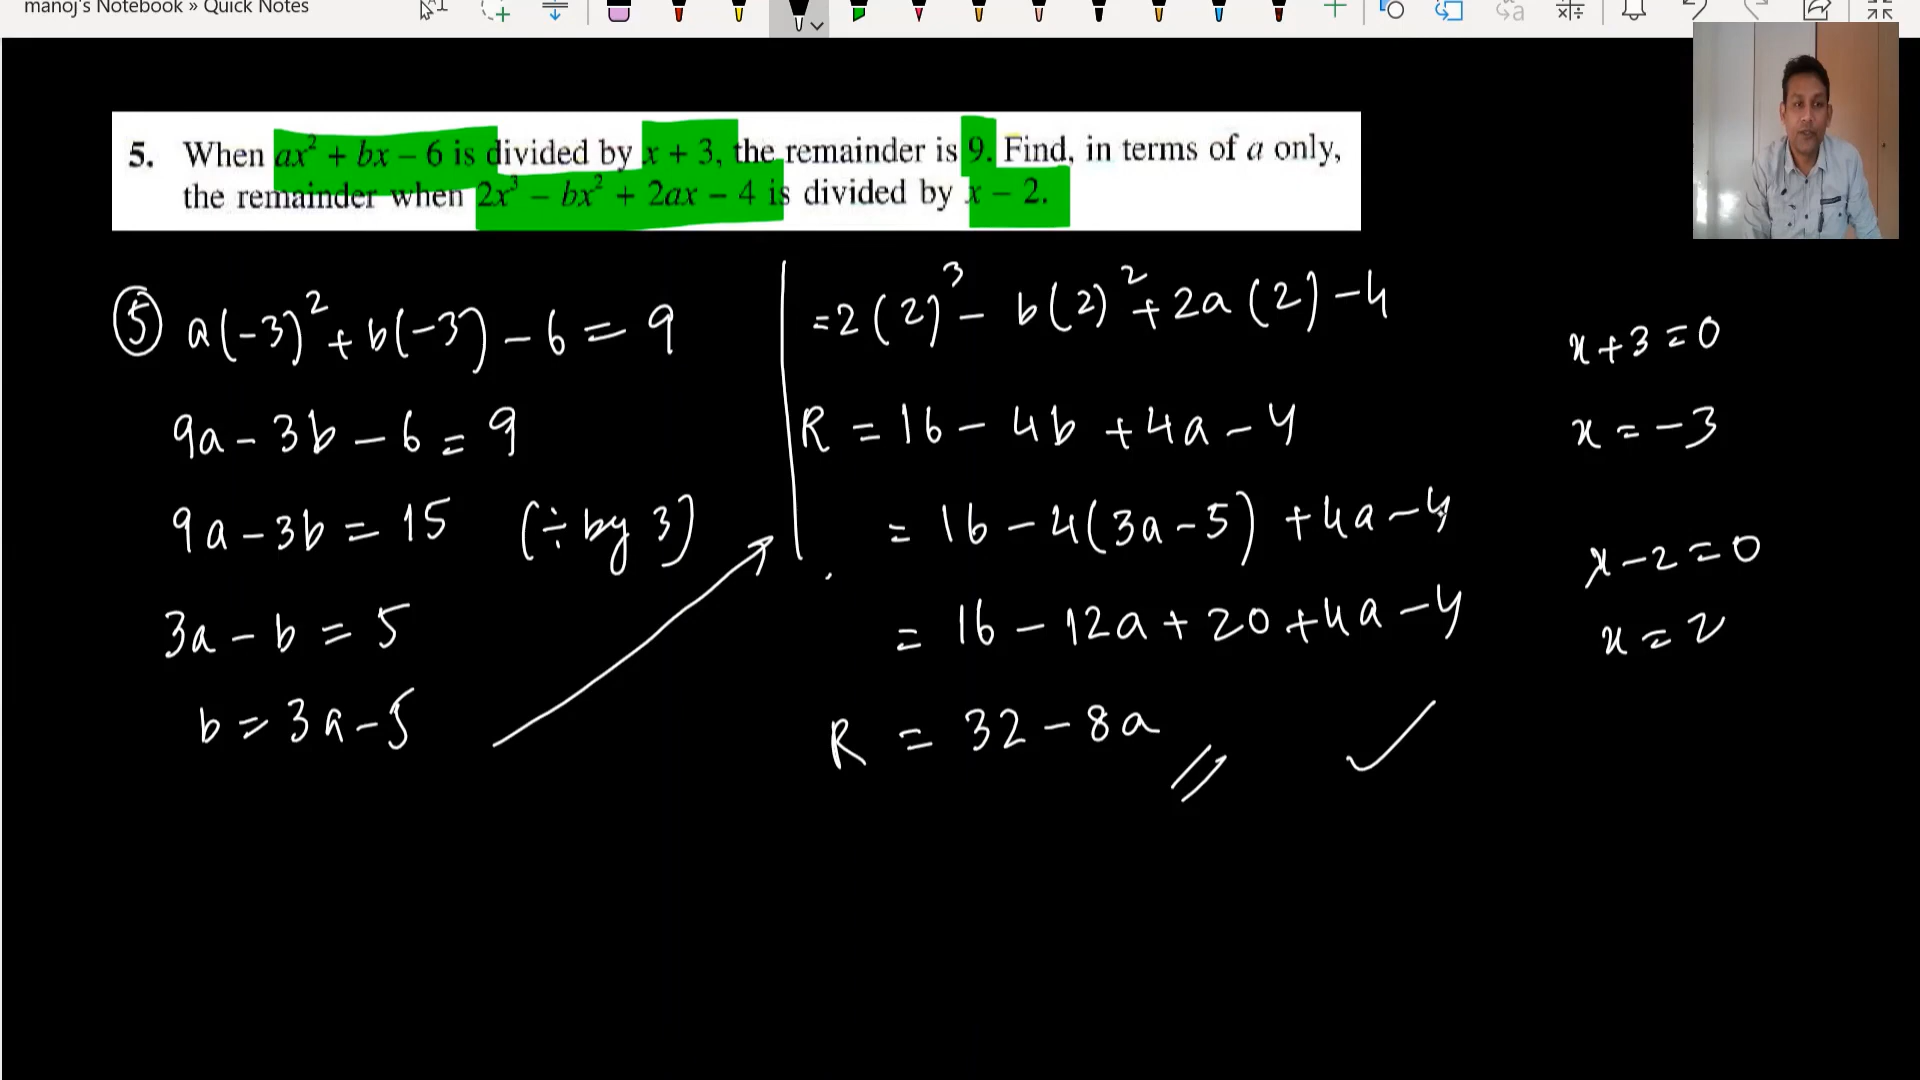 manoj's Notebook » Quick Notes
5. When ax² + bx – 6 is divided by x + 3, the remainder is 9. Find, in terms of a only,
the remainder when 2x³ – bx² + 2ax – 4 is divided by x – 2.
⑤ a(-3)² + b(-3) - 6 = 9
9a - 3b - 6 = 9
9a - 3b = 15 (÷ by 3)
3a - b = 5
b = 3a - 5
= 2(2)³ - b(2)² + 2a(2) - 4
R = 16 - 4b + 4a - 4
= 16 - 4(3a - 5) + 4a - 4
= 16 - 12a + 20 + 4a - 4
R = 32 - 8a
x + 3 = 0
x = -3
x - 2 = 0
x = 2